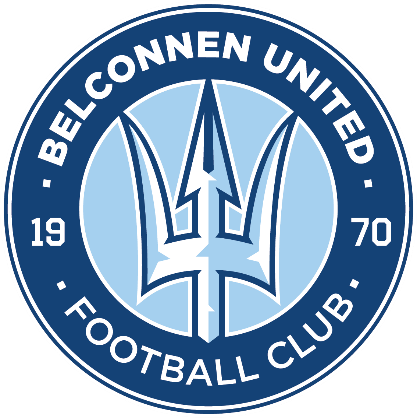 BELCONNEN UNITED
19 70
FOOTBALL CLUB